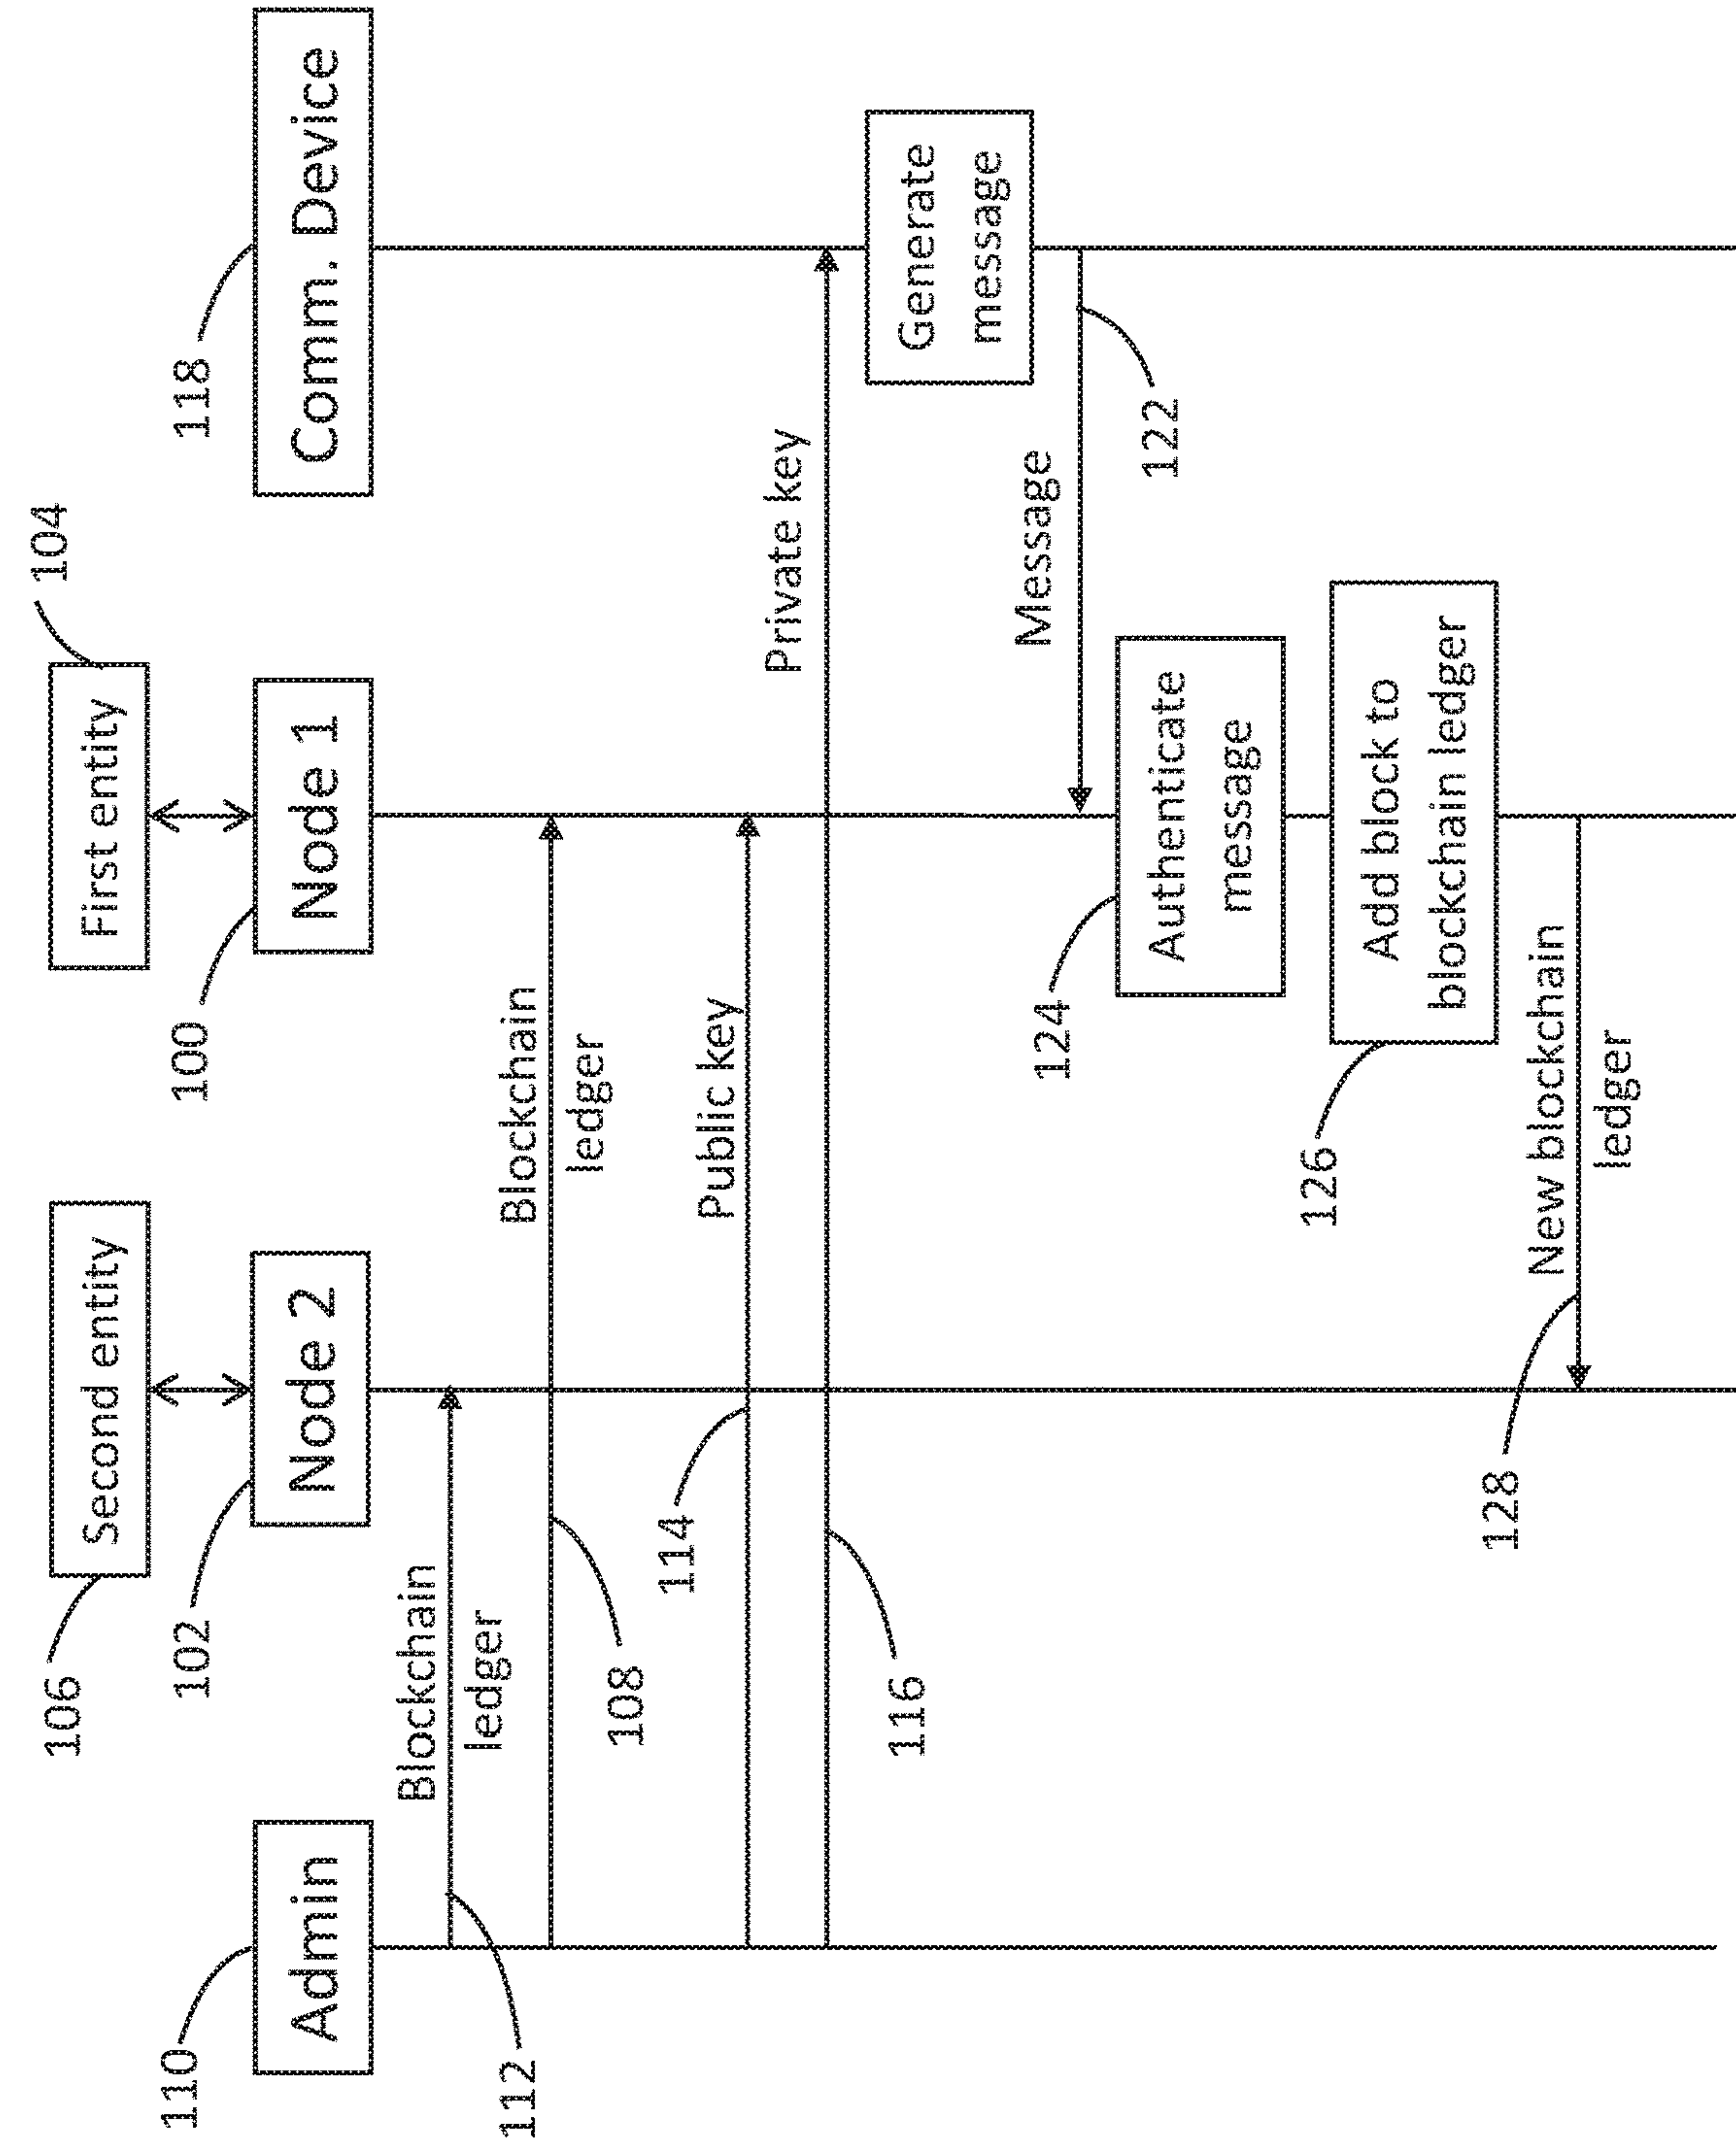 106
Second entity
First entity
104
110
Admin
102
Node 2
100
Node 1
118
Comm. Device
112
Blockchain
ledger
108
Blockchain
ledger
114
Public key
116
Private key
Generate
message
Message
122
124
Authenticate
message
126
Add block to
blockchain ledger
128
New blockchain
ledger